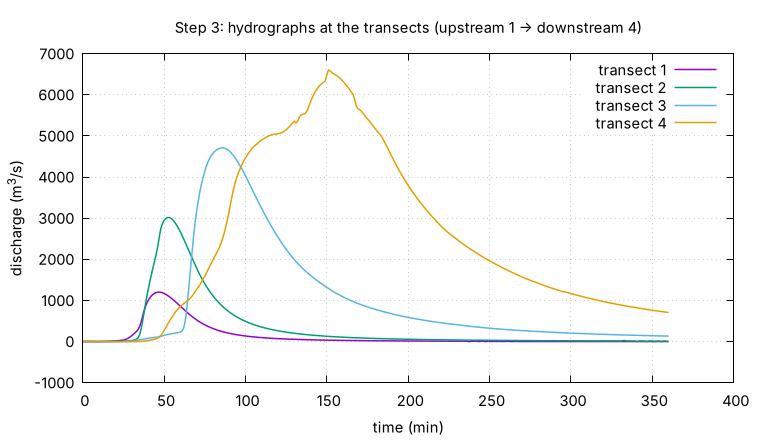 Step 3: hydrographs at the transects (upstream 1 → downstream 4)
7000
6000
5000
4000
3000
2000
1000
0
-1000
discharge (m³/s)
transect 1
transect 2
transect 3
transect 4
0 50 100 150 200 250 300 350 400
time (min)